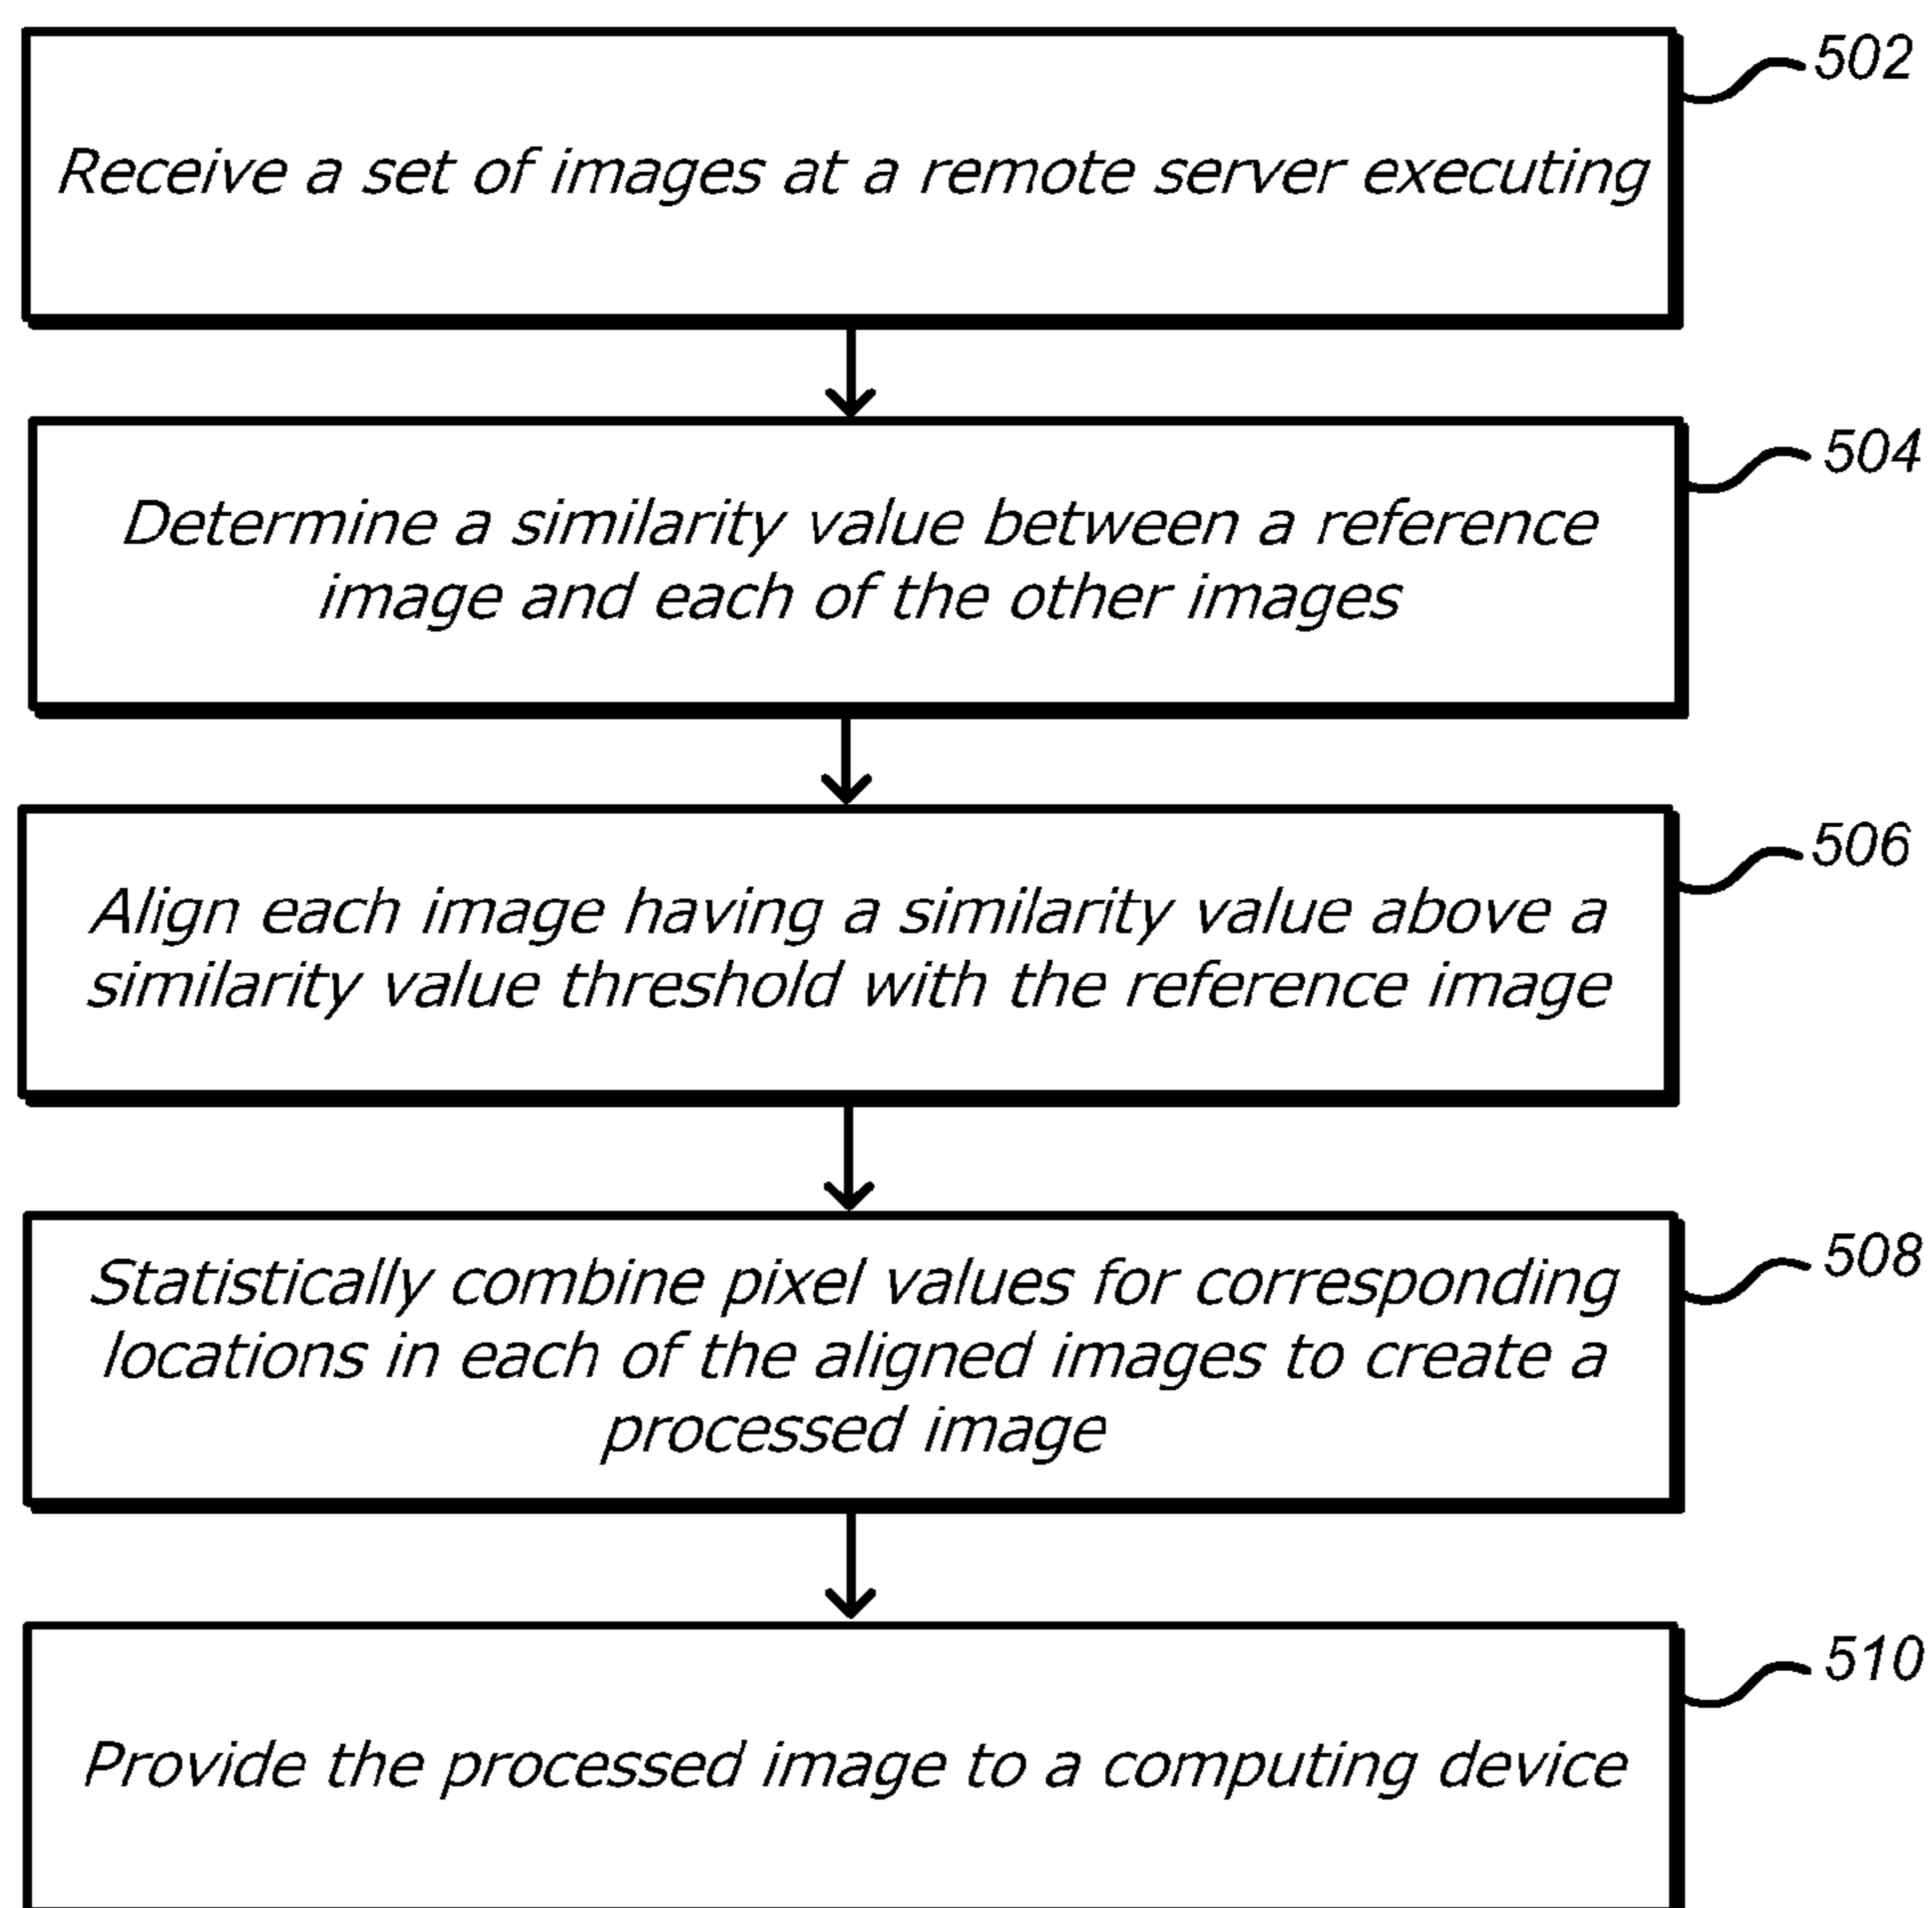 502
Receive a set of images at a remote server executing
504
Determine a similarity value between a reference
image and each of the other images
506
Align each image having a similarity value above a
similarity value threshold with the reference image
508
Statistically combine pixel values for corresponding
locations in each of the aligned images to create a
processed image
510
Provide the processed image to a computing device